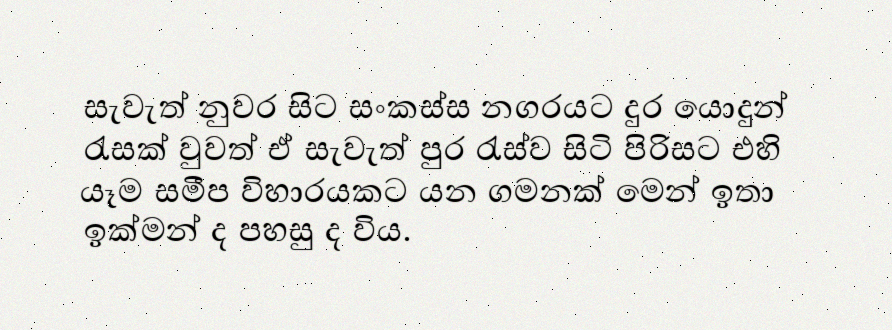 සැවැත් නුවර සිට සංකස්ස නගරයට දුර යොදුන්
රැසක් වුවත් ඒ සැවැත් පුර රැස්ව සිටි පිරිසට එහි
යෑම සමීප විහාරයකට යන ගමනක් මෙන් ඉතා
ඉක්මන් ද පහසු ද විය.